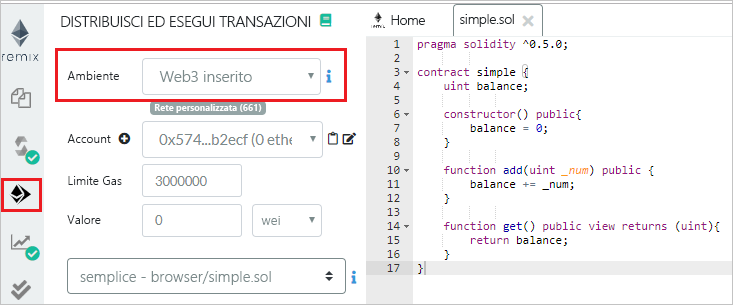 remix
DISTRIBUISCI ED ESEGUI TRANSAZIONI
Ambiente
Web3 inserito
Rete personalizzata (661)
Account
0x574...b2ecf (0 ethe
Limite Gas
3000000
Valore
0
wei
semplice - browser/simple.sol
Home
simple.sol
1 pragma solidity ^0.5.0;
2
3 contract simple {
4 uint balance;
5
6 constructor() public{
7 balance = 0;
8 }
9
10 function add(uint _num) public {
11 balance += _num;
12 }
13
14 function get() public view returns (uint){
15 return balance;
16 }
17 }